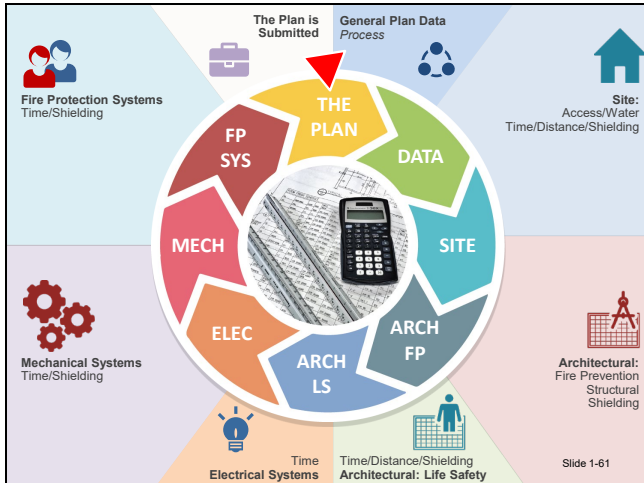 The Plan is
Submitted
General Plan Data
Process
Fire Protection Systems
Time/Shielding
Site:
Access/Water
Time/Distance/Shielding
THE
PLAN
DATA
SITE
ARCH
FP
ARCH
LS
ELEC
MECH
FP
SYS
Mechanical Systems
Time/Shielding
Architectural:
Fire Prevention
Structural
Shielding
Time
Electrical Systems
Time/Distance/Shielding
Architectural: Life Safety
Slide 1-61